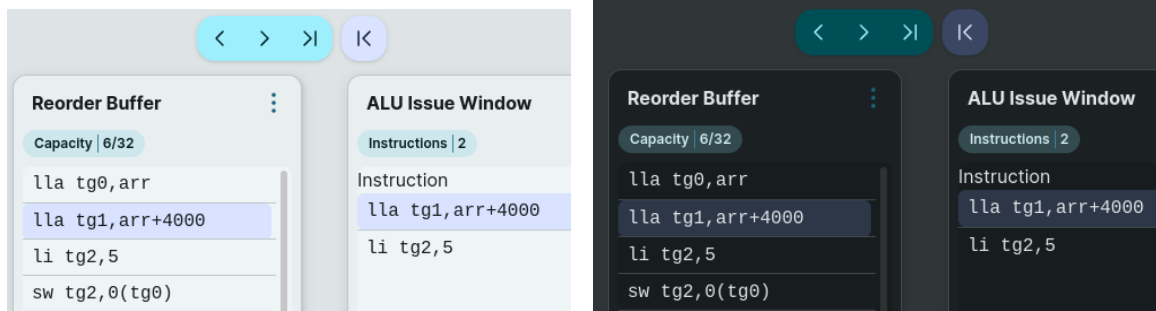 Reorder Buffer
Capacity | 6/32
lla tg0,arr
lla tg1,arr+4000
li tg2,5
sw tg2,0(tg0)
ALU Issue Window
Instructions | 2
Instruction
lla tg1,arr+4000
li tg2,5
Reorder Buffer
Capacity | 6/32
lla tg0,arr
lla tg1,arr+4000
li tg2,5
sw tg2,0(tg0)
ALU Issue Window
Instructions | 2
Instruction
lla tg1,arr+4000
li tg2,5